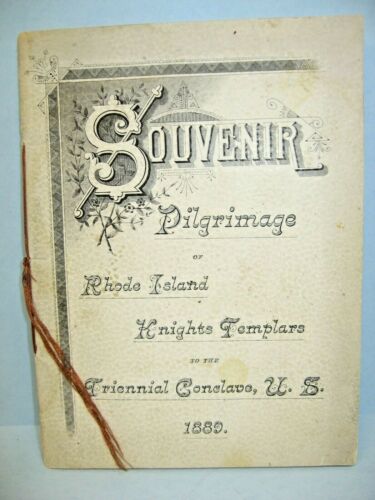 SOUVENIR
Pilgrimage
OF
Rhode Island
Knights Templars
TO THE
Triennial Conclave, U. S.
1889.